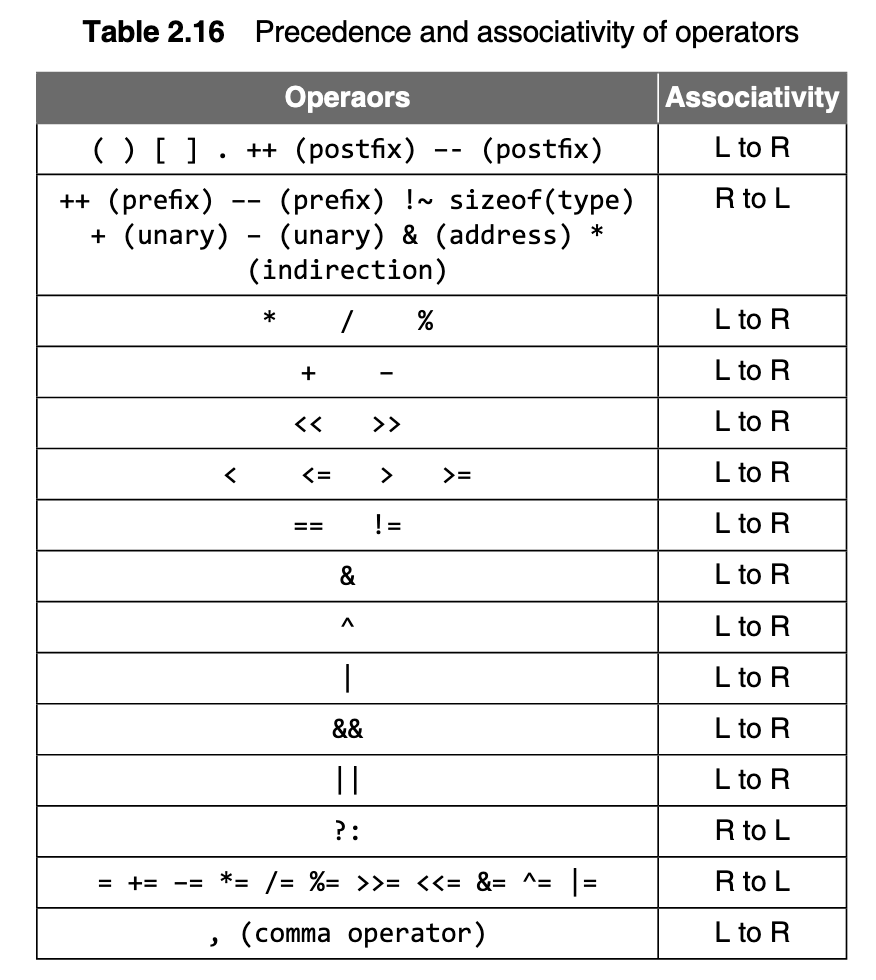 Table 2.16 Precedence and associativity of operators
Operaors Associativity
( ) [ ] . ++ (postfix) -- (postfix) L to R
++ (prefix) -- (prefix) !~ sizeof(type) R to L
+ (unary) - (unary) & (address) *
(indirection)
* / % L to R
+ - L to R
<< >> L to R
< <= > >= L to R
== != L to R
& L to R
^ L to R
| L to R
&& L to R
|| L to R
?: R to L
= += -= *= /= %= >>= <<= &= ^= |= R to L
, (comma operator) L to R